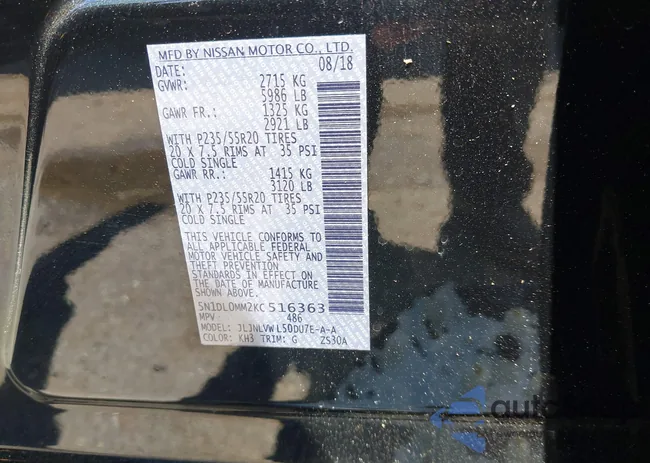 MFD BY NISSAN MOTOR CO., LTD.
DATE: 08/18
GVWR: 2715 KG
5986 LB
GAWR FR.: 1325 KG
2921 LB
WITH P235/55R20 TIRES
20 X 7.5 RIMS AT 35 PSI
COLD SINGLE
GAWR RR.: 1415 KG
3120 LB
WITH P235/55R20 TIRES
20 X 7.5 RIMS AT 35 PSI
COLD SINGLE
THIS VEHICLE CONFORMS TO
ALL APPLICABLE FEDERAL
MOTOR VEHICLE SAFETY AND
THEFT PREVENTION
STANDARDS IN EFFECT ON
THE DATE OF MANUFACTURE
SHOWN ABOVE.
5N1DL0MM2KC 516363
MPV 486
MODEL: JLJNLVW L50DU7E-A-A
COLOR: KH3 TRIM: G ZS30A